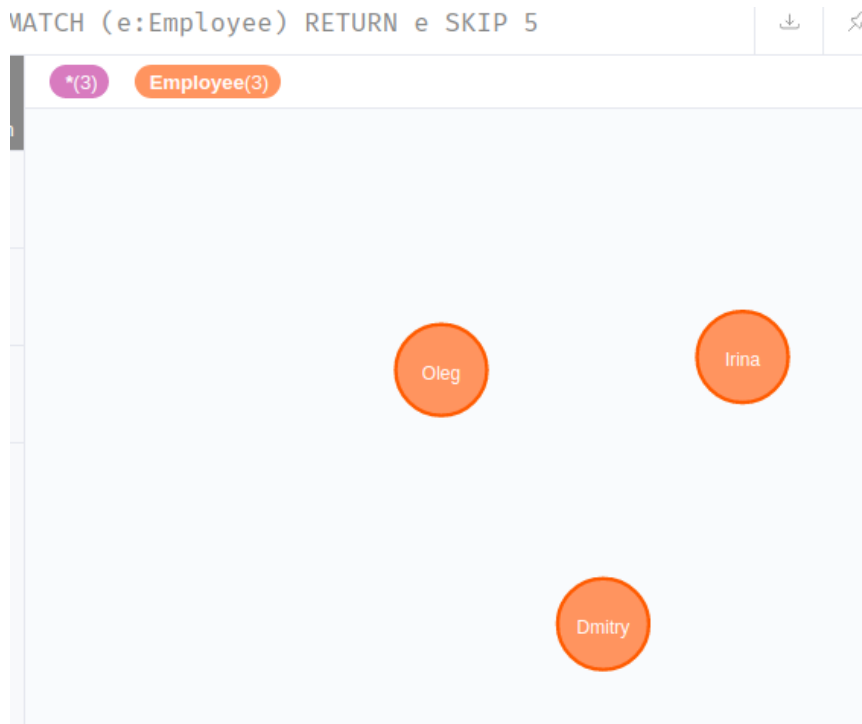 MATCH (e:Employee) RETURN e SKIP 5
*(3) Employee(3)
Oleg
Irina
Dmitry